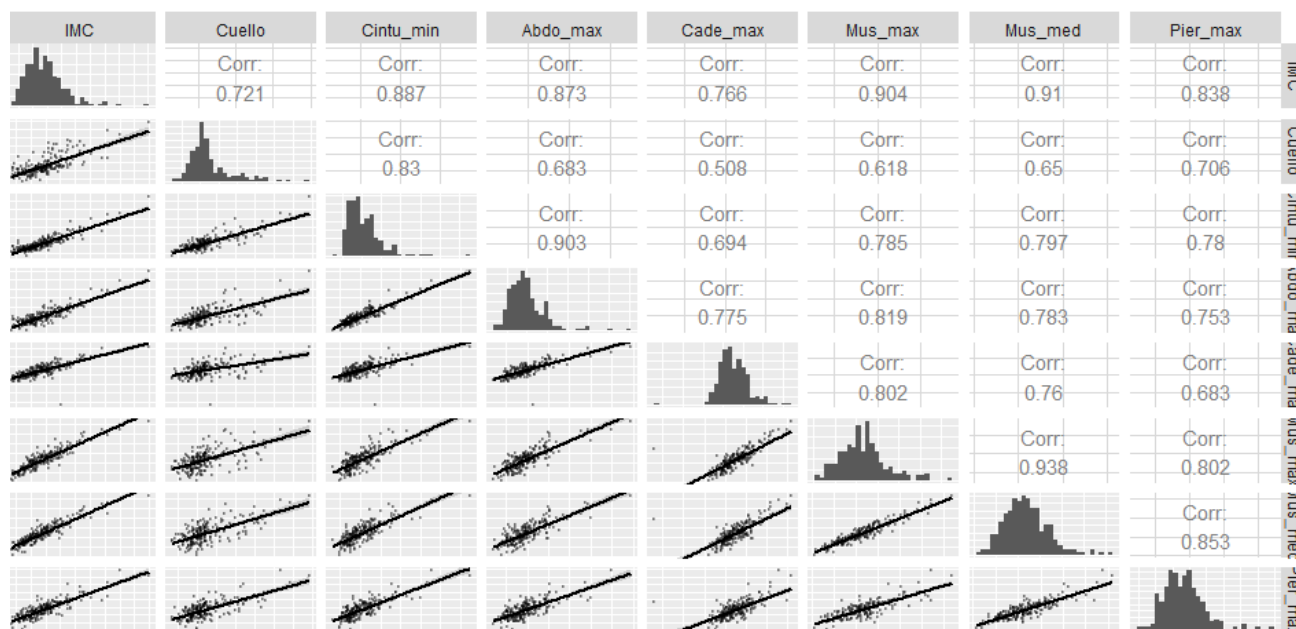 IMC Cuello Cintu_min Abdo_max Cade_max Mus_max Mus_med Pier_max
Corr: Corr: Corr: Corr: Corr: Corr: Corr:
0.721 0.887 0.873 0.766 0.904 0.91 0.838
IMC
Corr: Corr: Corr: Corr: Corr: Corr:
0.83 0.683 0.508 0.618 0.65 0.706
Cuello
Corr: Corr: Corr: Corr: Corr:
0.903 0.694 0.785 0.797 0.78
Corr: Corr: Corr: Corr:
0.775 0.819 0.783 0.753
Corr: Corr: Corr:
0.802 0.76 0.683
Corr: Corr:
0.938 0.802
Corr:
0.853